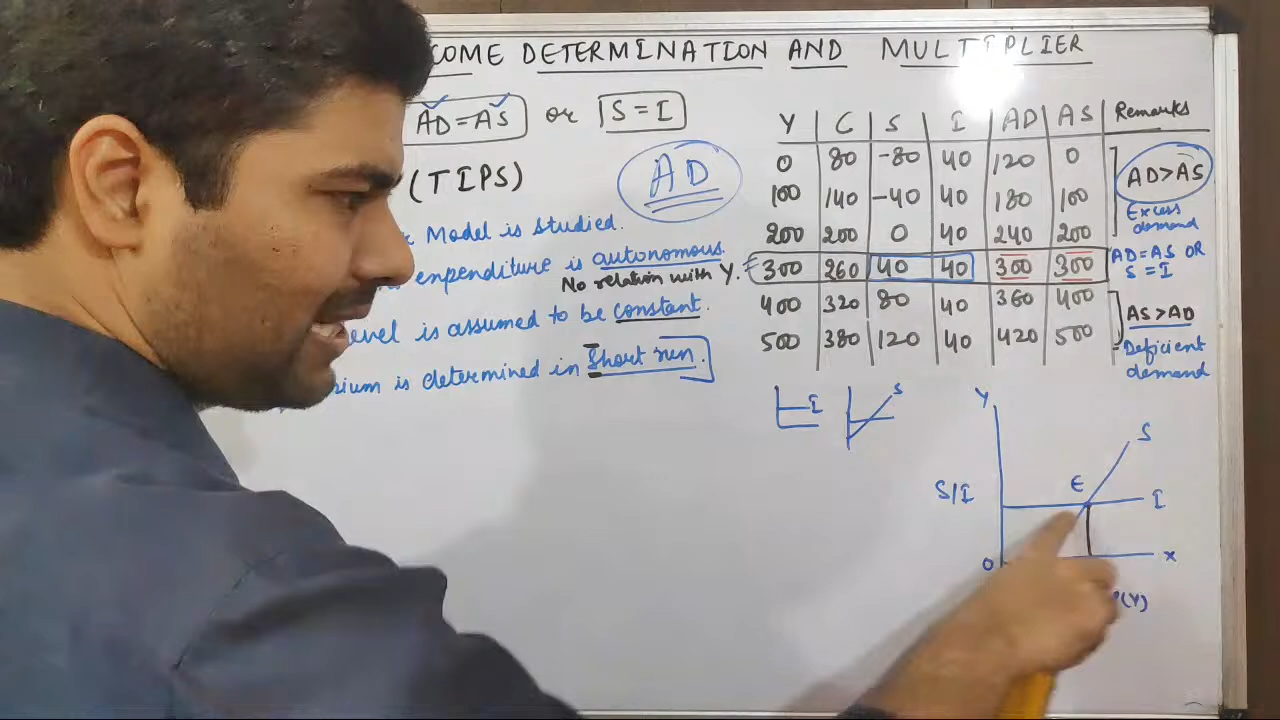 COME DETERMINATION AND MULTIPLIER
AD=AS or S=I
(TIPS)
AD
Model is studied.
enpenditure is autonomous.
No relation with Y.
evel is assumed to be constant.
ium is determined in Short run.
Y C S I AD AS Remarks
0 80 -80 40 120 0
100 140 -40 40 180 100
200 200 0 40 240 200
300 260 40 40 300 300
400 320 80 40 360 400
500 380 120 40 420 500
AD>AS
Excess
demand
AD=AS OR
S=I
AS>AD
Deficient
demand
I
S
Y
S
E
S/I
I
O
X
(Y)